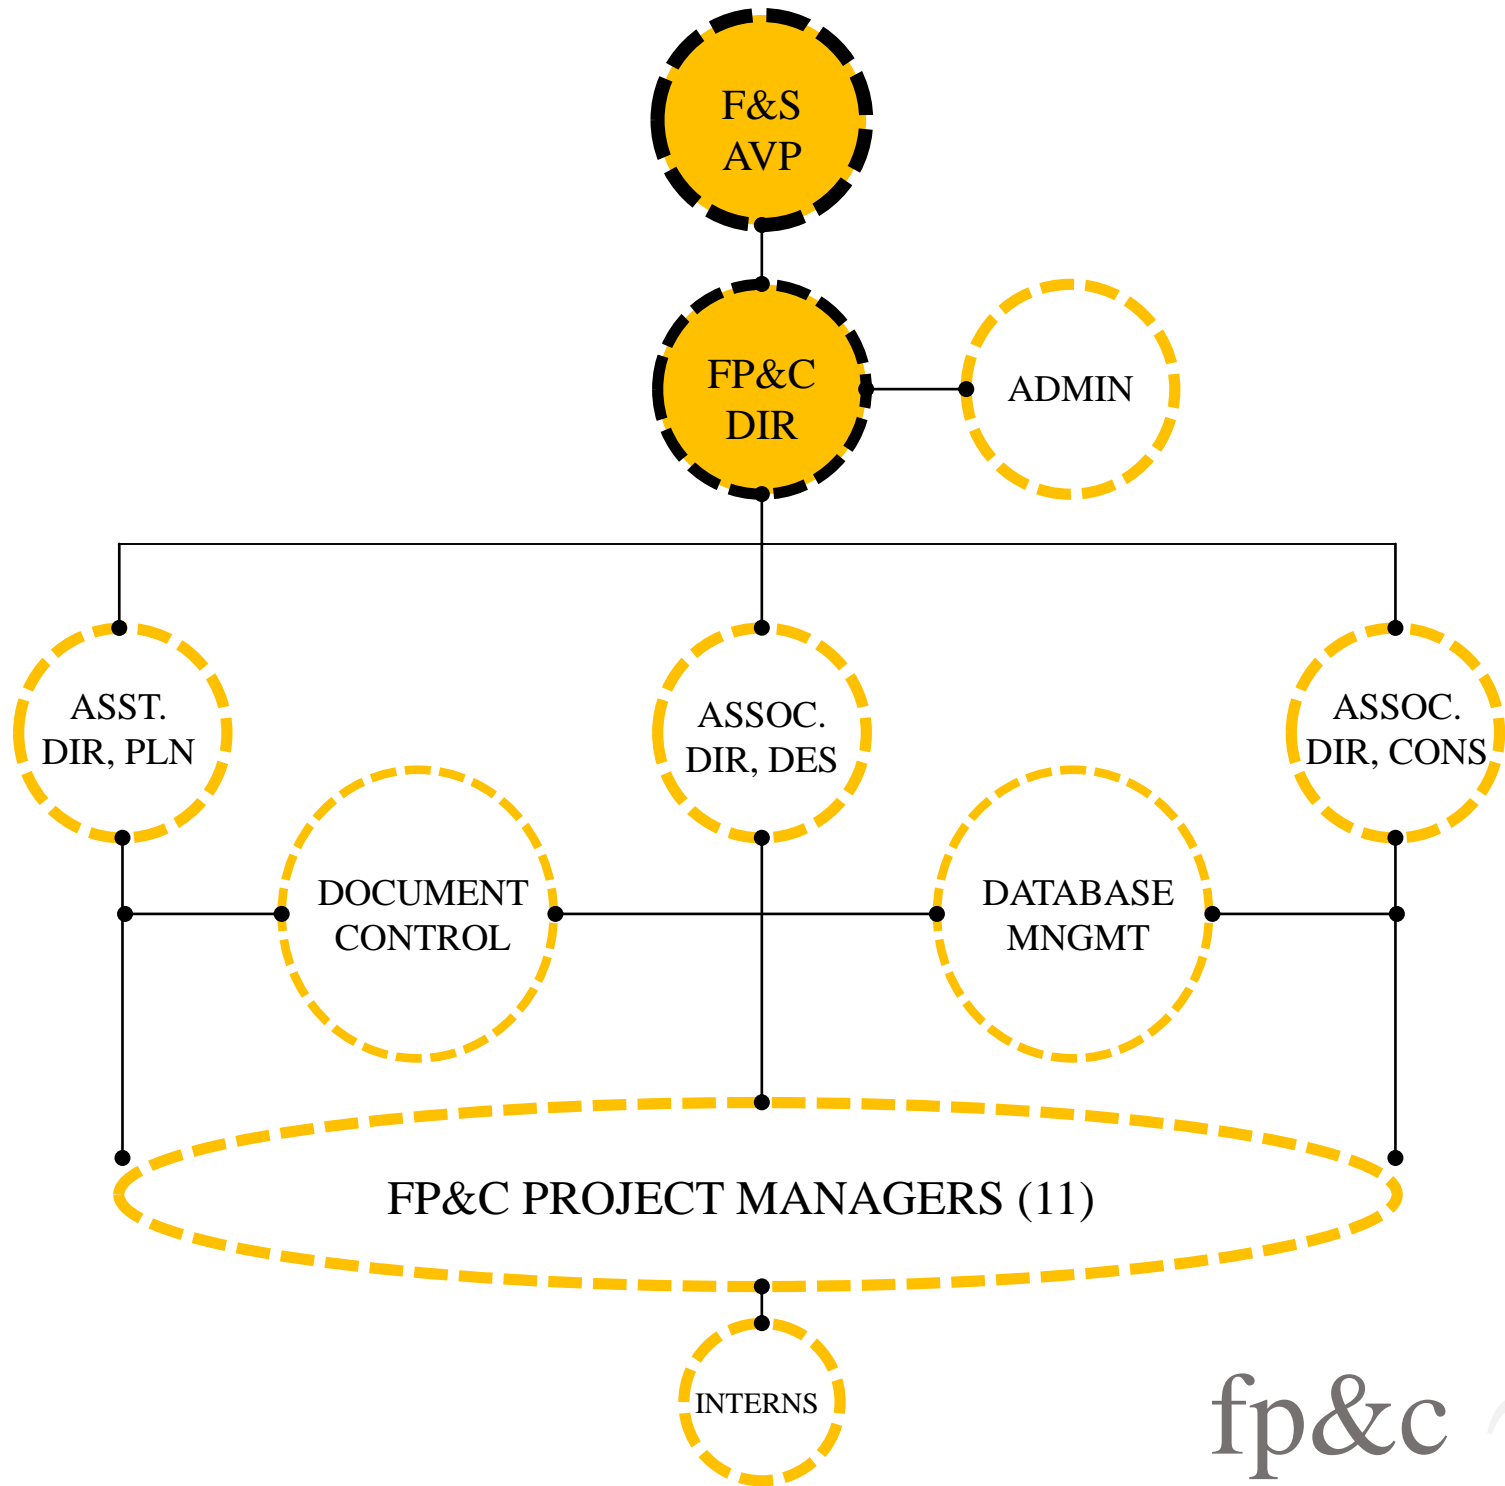 F&S
AVP
FP&C
DIR
ADMIN
ASST.
DIR, PLN
ASSOC.
DIR, DES
ASSOC.
DIR, CONS
DOCUMENT
CONTROL
DATABASE
MNGMT
FP&C PROJECT MANAGERS (11)
INTERNS
fp&c